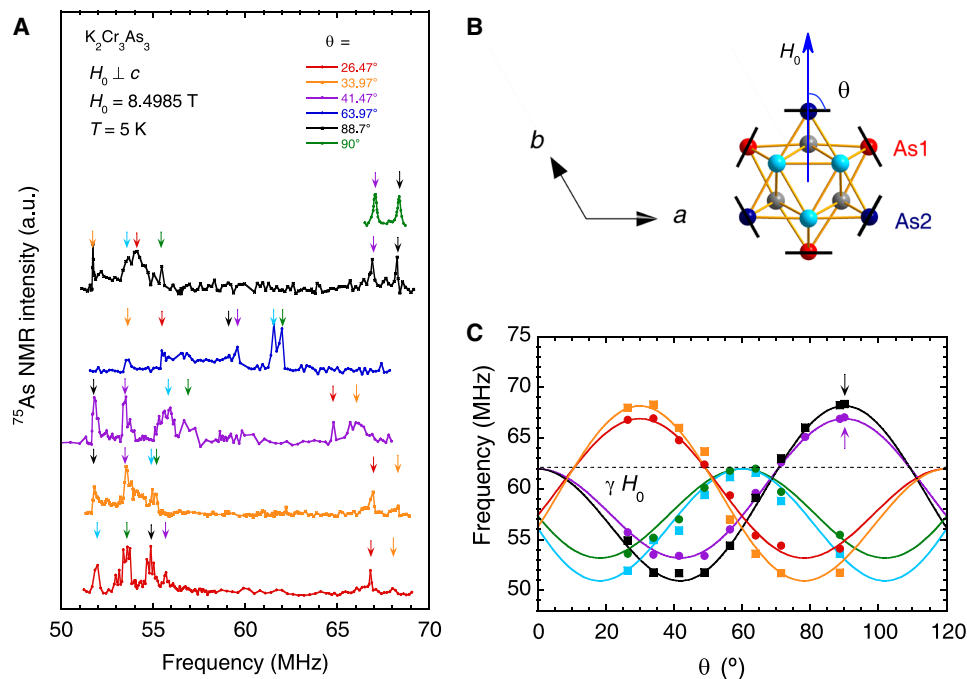 A
K2Cr3As3
H0 ⊥ c
H0 = 8.4985 T
T = 5 K
θ =
26.47°
33.97°
41.47°
63.97°
88.7°
90°
75As NMR intensity (a.u.)
50 55 60 65 70
Frequency (MHz)
B
H0
θ
b
a
As1
As2
C
75
70
65
60
55
50
Frequency (MHz)
γ H0
0 20 40 60 80 100 120
θ (º)